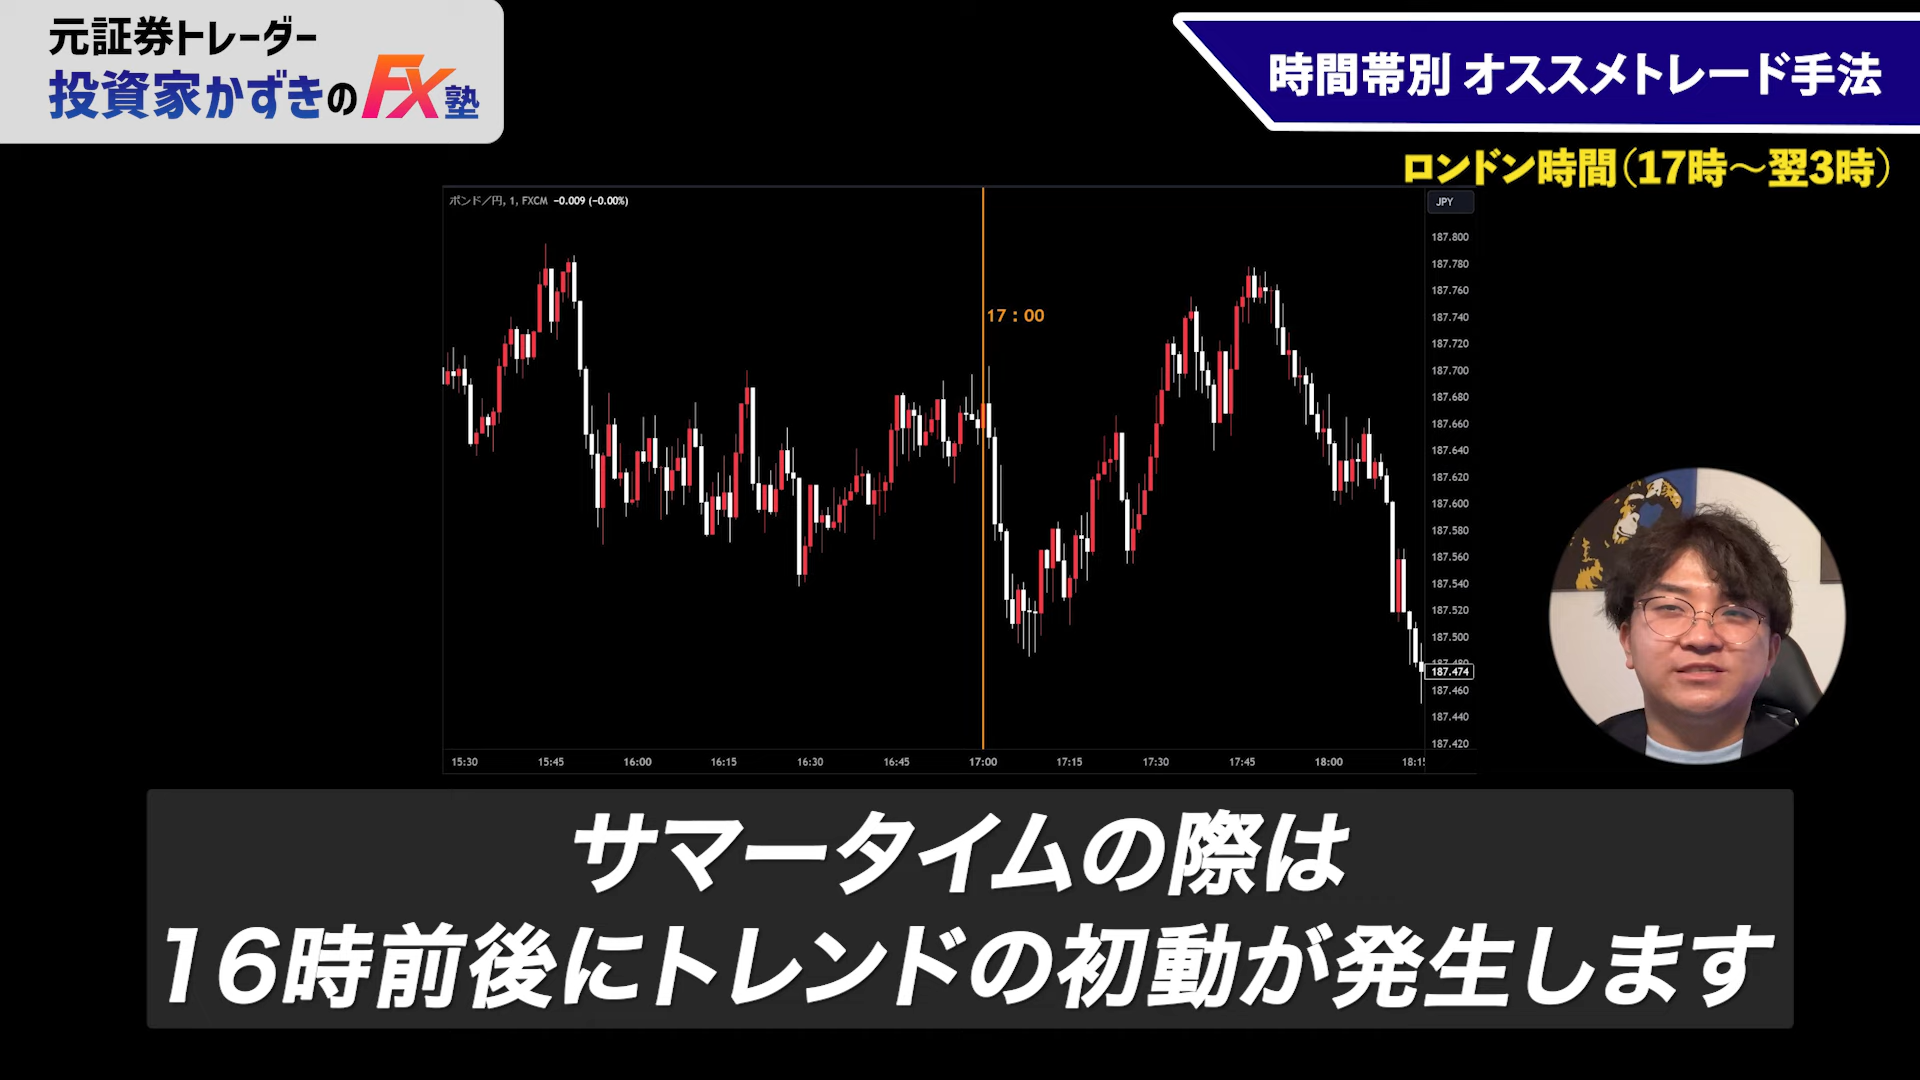 元証券トレーダー
投資家かずきのFX塾
時間帯別 オススメトレード手法
ロンドン時間（17時～翌3時）
ポンド／円, 1, FXCM −0.009 (−0.00%)
JPY
187.800
187.780
187.760
187.740
187.720
187.700
187.680
187.660
187.640
187.620
187.600
187.580
187.560
187.540
187.520
187.500
187.480
187.474
187.460
187.440
187.420
17：00
15:30 15:45 16:00 16:15 16:30 16:45 17:00 17:15 17:30 17:45 18:00 18:15
サマータイムの際は
16時前後にトレンドの初動が発生します